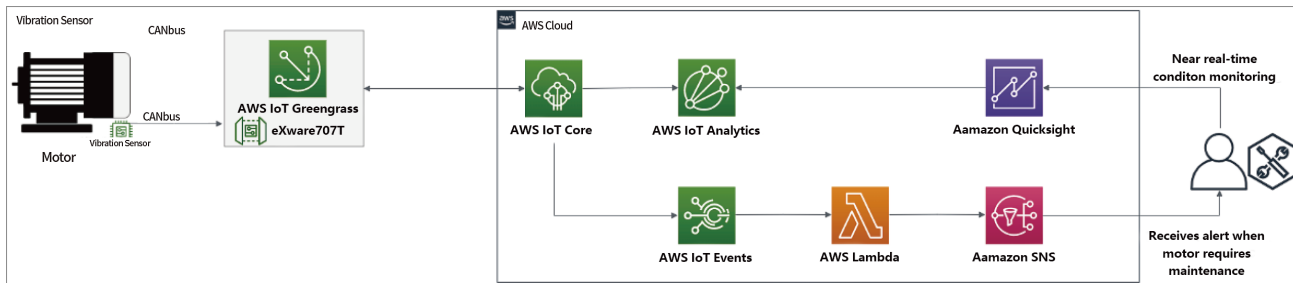 Vibration Sensor
CANbus
aws
AWS Cloud
Near real-time
conditon monitoring
AWS IoT Greengrass
eXware707T
CANbus
Vibration Sensor
Motor
AWS IoT Core
AWS IoT Analytics
Aamazon Quicksight
AWS IoT Events
AWS Lambda
Aamazon SNS
Receives alert when
motor requires
maintenance